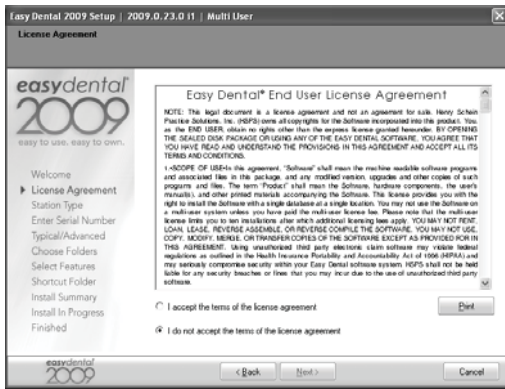 Easy Dental 2009 Setup | 2009.0.23.0 i1 | Multi User
License Agreement
easydental
2009
easy to use. easy to own.
Welcome
License Agreement
Station Type
Enter Serial Number
Typical/Advanced
Choose Folders
Select Features
Shortcut Folder
Install Summary
Install In Progress
Finished
Easy Dental® End User License Agreement
NOTE: This legal document is a license agreement and not an agreement for sale. Henry Schein
Practice Solutions, Inc. (HSPS) owns all copyrights for the Software incorporated into this product. You,
as the END USER, obtain no rights other than the express license granted hereunder. BY OPENING
THE SEALED DISK PACKAGE OR USING ANY OF THE EASY DENTAL SOFTWARE, YOU AGREE THAT
YOU HAVE READ AND UNDERSTAND THE PROVISIONS IN THIS AGREEMENT AND ACCEPT ALL ITS
TERMS AND CONDITIONS.
1.•SCOPE OF USE•In this agreement, "Software" shall mean the machine readable software programs
and associated files in this package, and any modified version, upgrades and other copies of such
programs and files. The term "Product" shall mean the Software, hardware components, the user's
manual(s), and other printed materials accompanying the Software. This license provides you with the
right to install the Software with a single database at a single location. You may not use the Software on
a multi-user system unless you have paid the multi-user license fee. Please note that the multi-user
license limits you to ten installations after which additional licensing fees apply. YOU MAY NOT RENT,
LOAN, LEASE, REVERSE ASSEMBLE, OR REVERSE COMPILE THE SOFTWARE. YOU MAY NOT USE,
COPY, MODIFY, MERGE, OR TRANSFER COPIES OF THE SOFTWARE EXCEPT AS PROVIDED FOR IN
THIS AGREEMENT. Using unauthorized third party electronic claim software may violate federal
regulations as outlined in the Health Insurance Portability and Accountability Act of 1996 (HIPAA) and
may seriously compromise security within your Easy Dental software system. HSPS shall not be held
liable for any security breaches or fines that you may incur due to the use of unauthorized third party
software.
I accept the terms of the license agreement
Print
I do not accept the terms of the license agreement
easydental
2009
< Back
Next >
Cancel